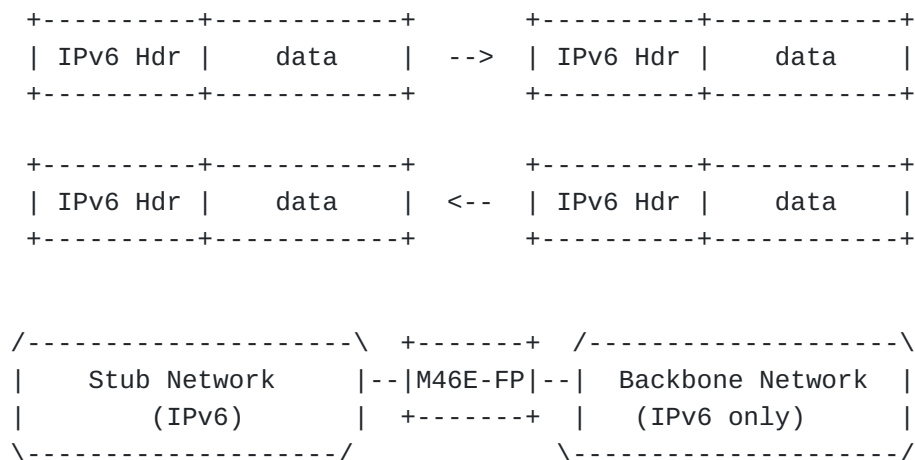 +----------+------------+       +----------+------------+
| IPv6 Hdr |    data    |  -->  | IPv6 Hdr |    data    |
+----------+------------+       +----------+------------+
+----------+------------+       +----------+------------+
| IPv6 Hdr |    data    |  <--  | IPv6 Hdr |    data    |
+----------+------------+       +----------+------------+
/---------------------\  +-------+  /--------------------\
|    Stub Network     |--|M46E-FP|--|  Backbone Network  |
|        (IPv6)       |  +-------+  |   (IPv6 only)      |
\--------------------/             \---------------------/